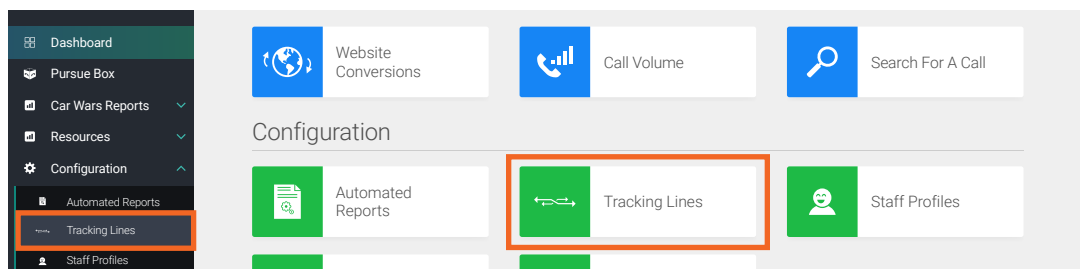 Dashboard
Pursue Box
Car Wars Reports
Resources
Configuration
Automated Reports
Tracking Lines
Staff Profiles
Website
Conversions
Call Volume
Search For A Call
Configuration
Automated
Reports
Tracking Lines
Staff Profiles